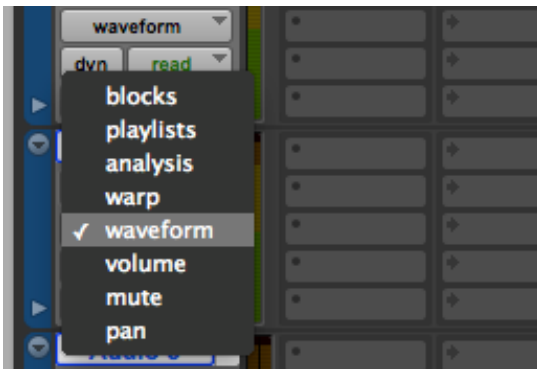 waveform
dyn read
blocks
playlists
analysis
warp
✓ waveform
volume
mute
pan